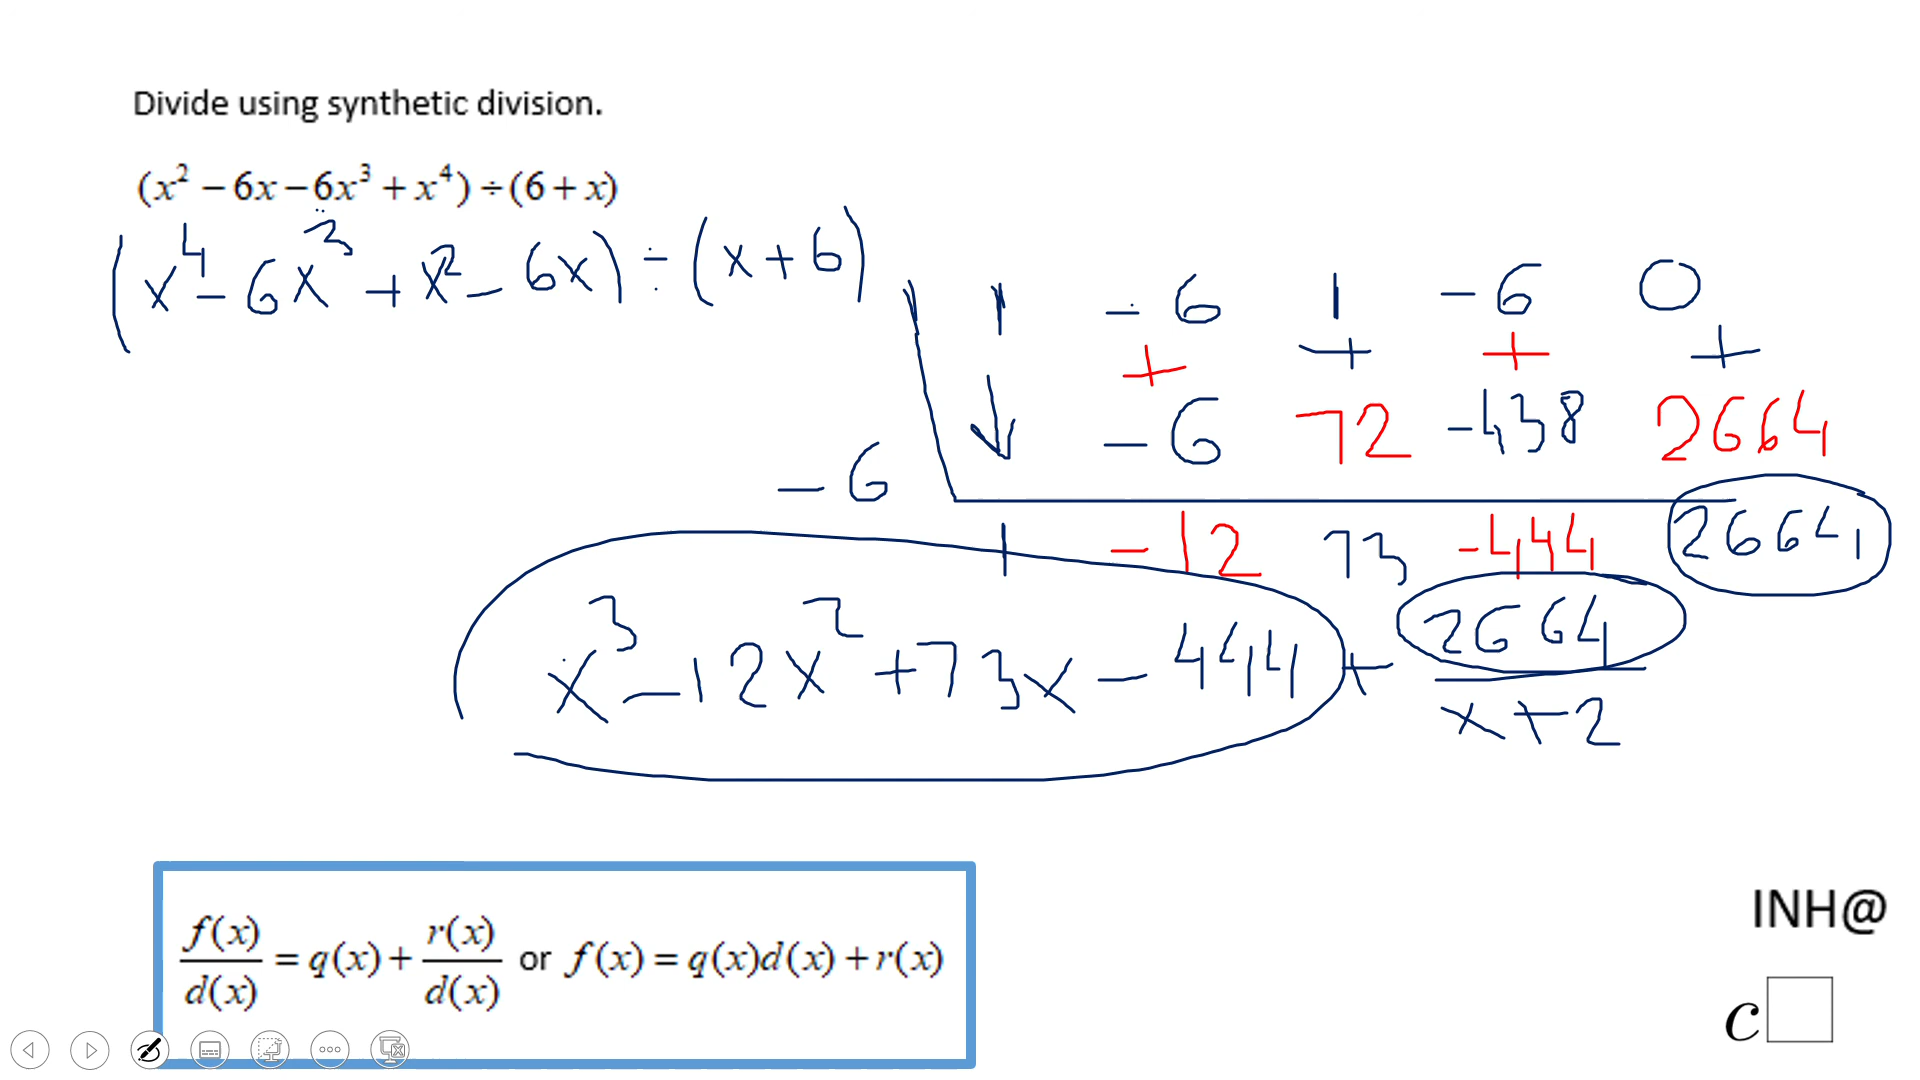 Divide using synthetic division.
(x² − 6x − 6x³ + x⁴) ÷ (6 + x)
(x⁴ − 6x³ + x² − 6x) ÷ (x + 6)
1 −6 1 −6 0
+ + + +
−6 72 −438 2664
−6
1 −12 73 −444 2664
x³ − 12x² + 73x − 444 + 2664/(x + 2)
f(x)/d(x) = q(x) + r(x)/d(x) or f(x) = q(x)d(x) + r(x)
INH@
c